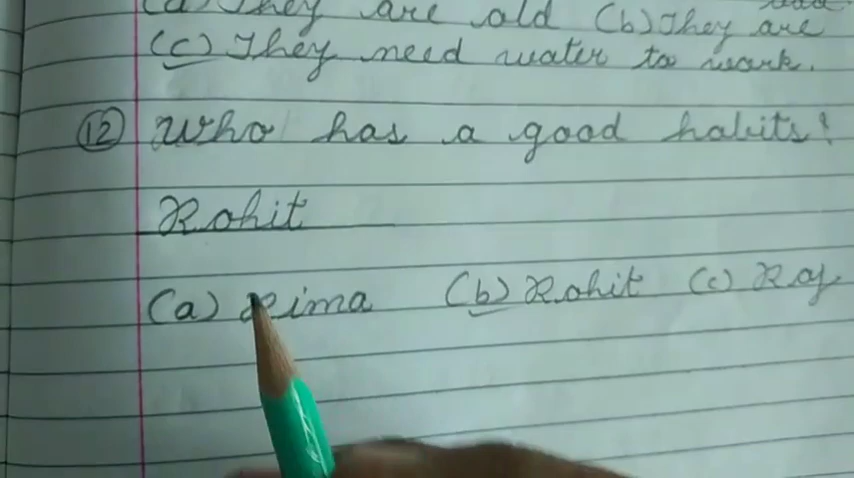 (a) They are old (b) They are
(c) They need water to work.
12 Who has a good habits?
Rohit
(a) Rima (b) Rohit (c) Raj